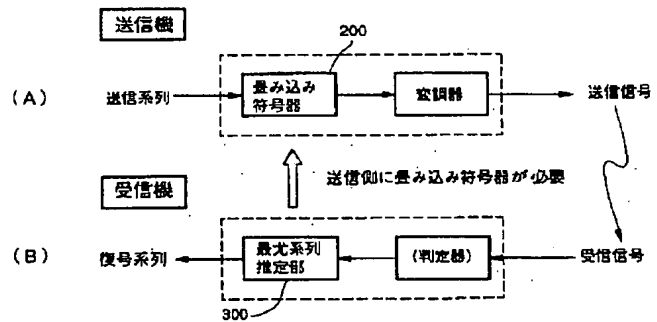 送信機
200
(A)
送信系列
畳み込み
符号器
変調器
送信信号
送信側に畳み込み符号器が必要
受信機
(B)
復号系列
最尤系列
推定部
(判定器)
受信信号
300